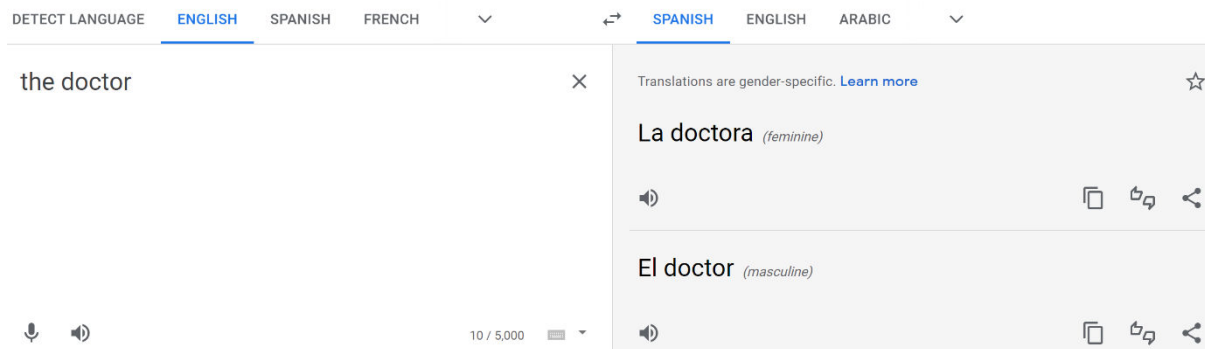 DETECT LANGUAGE ENGLISH SPANISH FRENCH SPANISH ENGLISH ARABIC
the doctor
Translations are gender-specific. Learn more
La doctora (feminine)
El doctor (masculine)
10 / 5,000